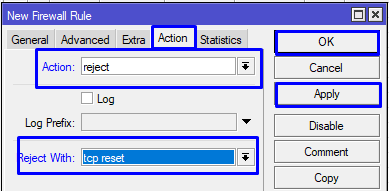 New Firewall Rule
General Advanced Extra Action Statistics
OK
Action: reject
Cancel
Log
Apply
Log Prefix:
Disable
Reject With: tcp reset
Comment
Copy